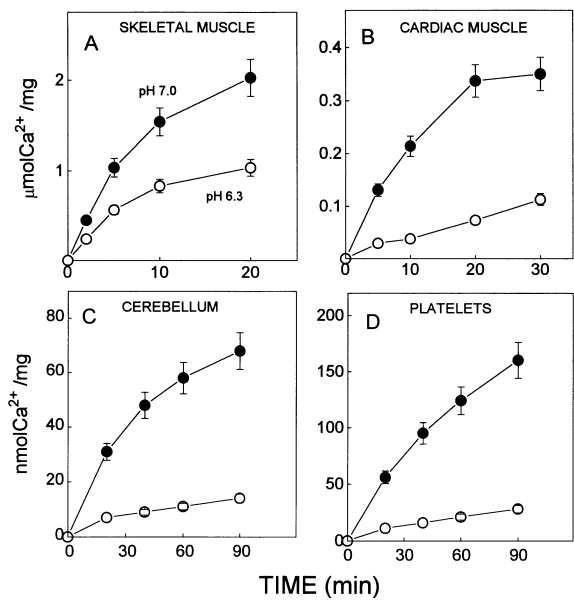 A SKELETAL MUSCLE
pH 7.0
pH 6.3
μmolCa²⁺ /mg
2
1
0
0 10 20
B CARDIAC MUSCLE
0.4
0.3
0.2
0.1
0 10 20 30
C CEREBELLUM
nmolCa²⁺ /mg
80
60
40
20
0
0 30 60 90
D PLATELETS
200
150
100
50
0
0 30 60 90
TIME (min)